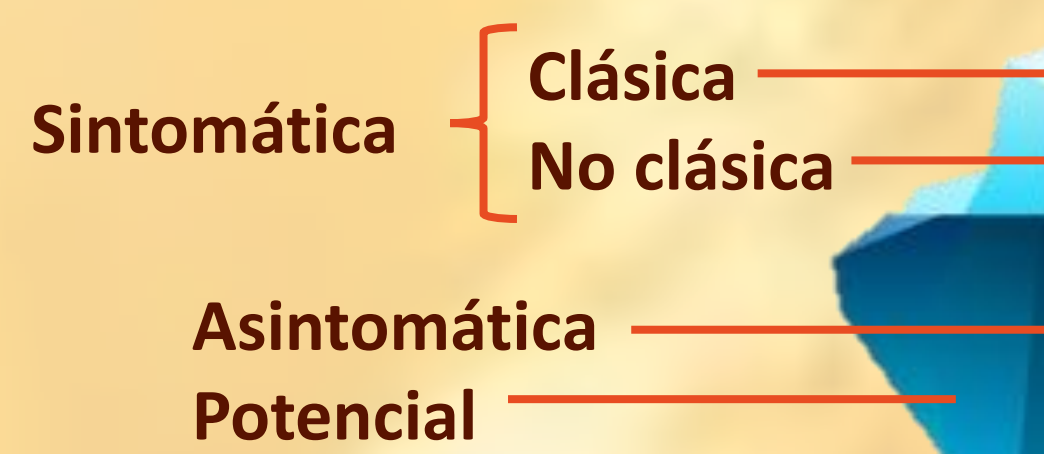 Sintomática
Clásica
No clásica
Asintomática
Potencial